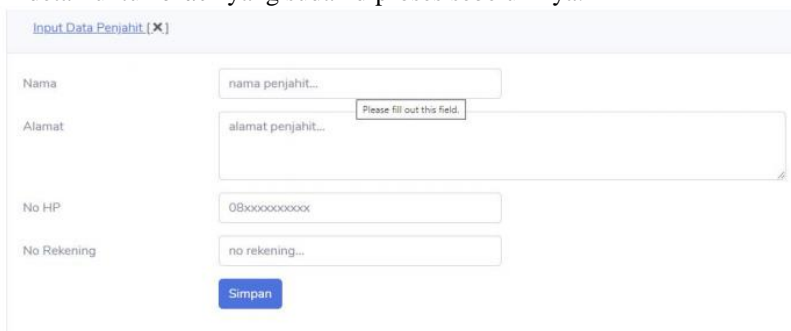 Input Data Penjahit [✕]
Nama
nama penjahit...
Please fill out this field.
Alamat
alamat penjahit...
No HP
08xxxxxxxxxx
No Rekening
no rekening...
Simpan